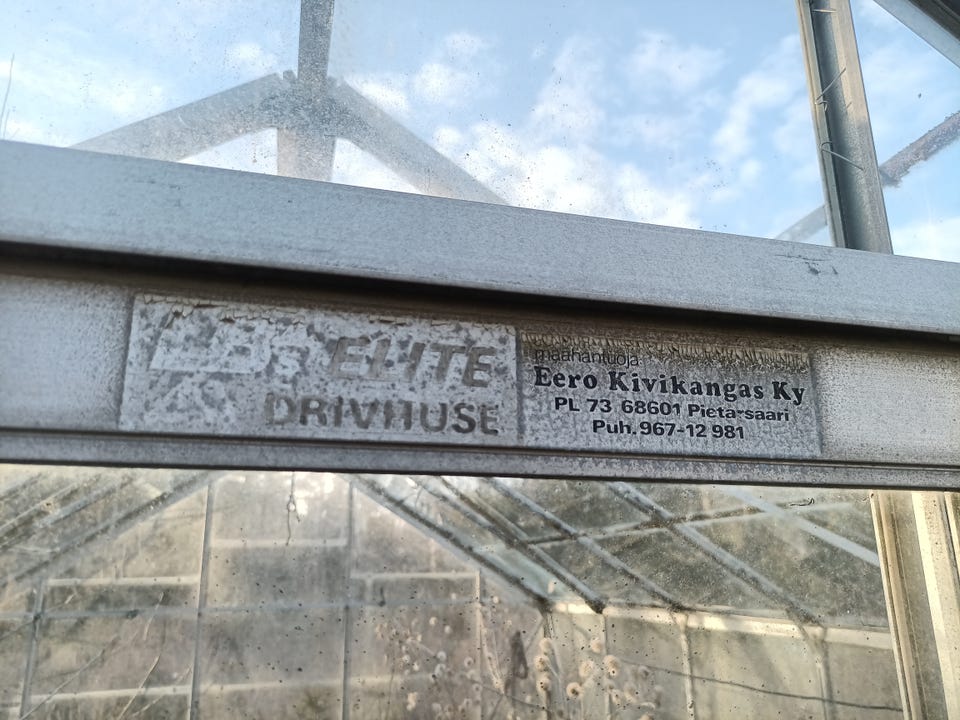 ELITE
DRIVHUSE
maahantuoja:
Eero Kivikangas Ky
PL 73 68601 Pietarsaari
Puh. 967-12 981